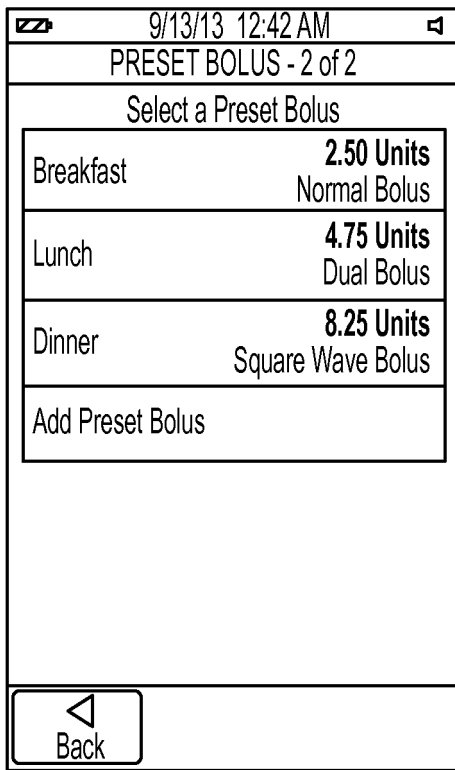 9/13/13 12:42 AM
PRESET BOLUS - 2 of 2
Select a Preset Bolus
Breakfast
2.50 Units
Normal Bolus
Lunch
4.75 Units
Dual Bolus
Dinner
8.25 Units
Square Wave Bolus
Add Preset Bolus
Back